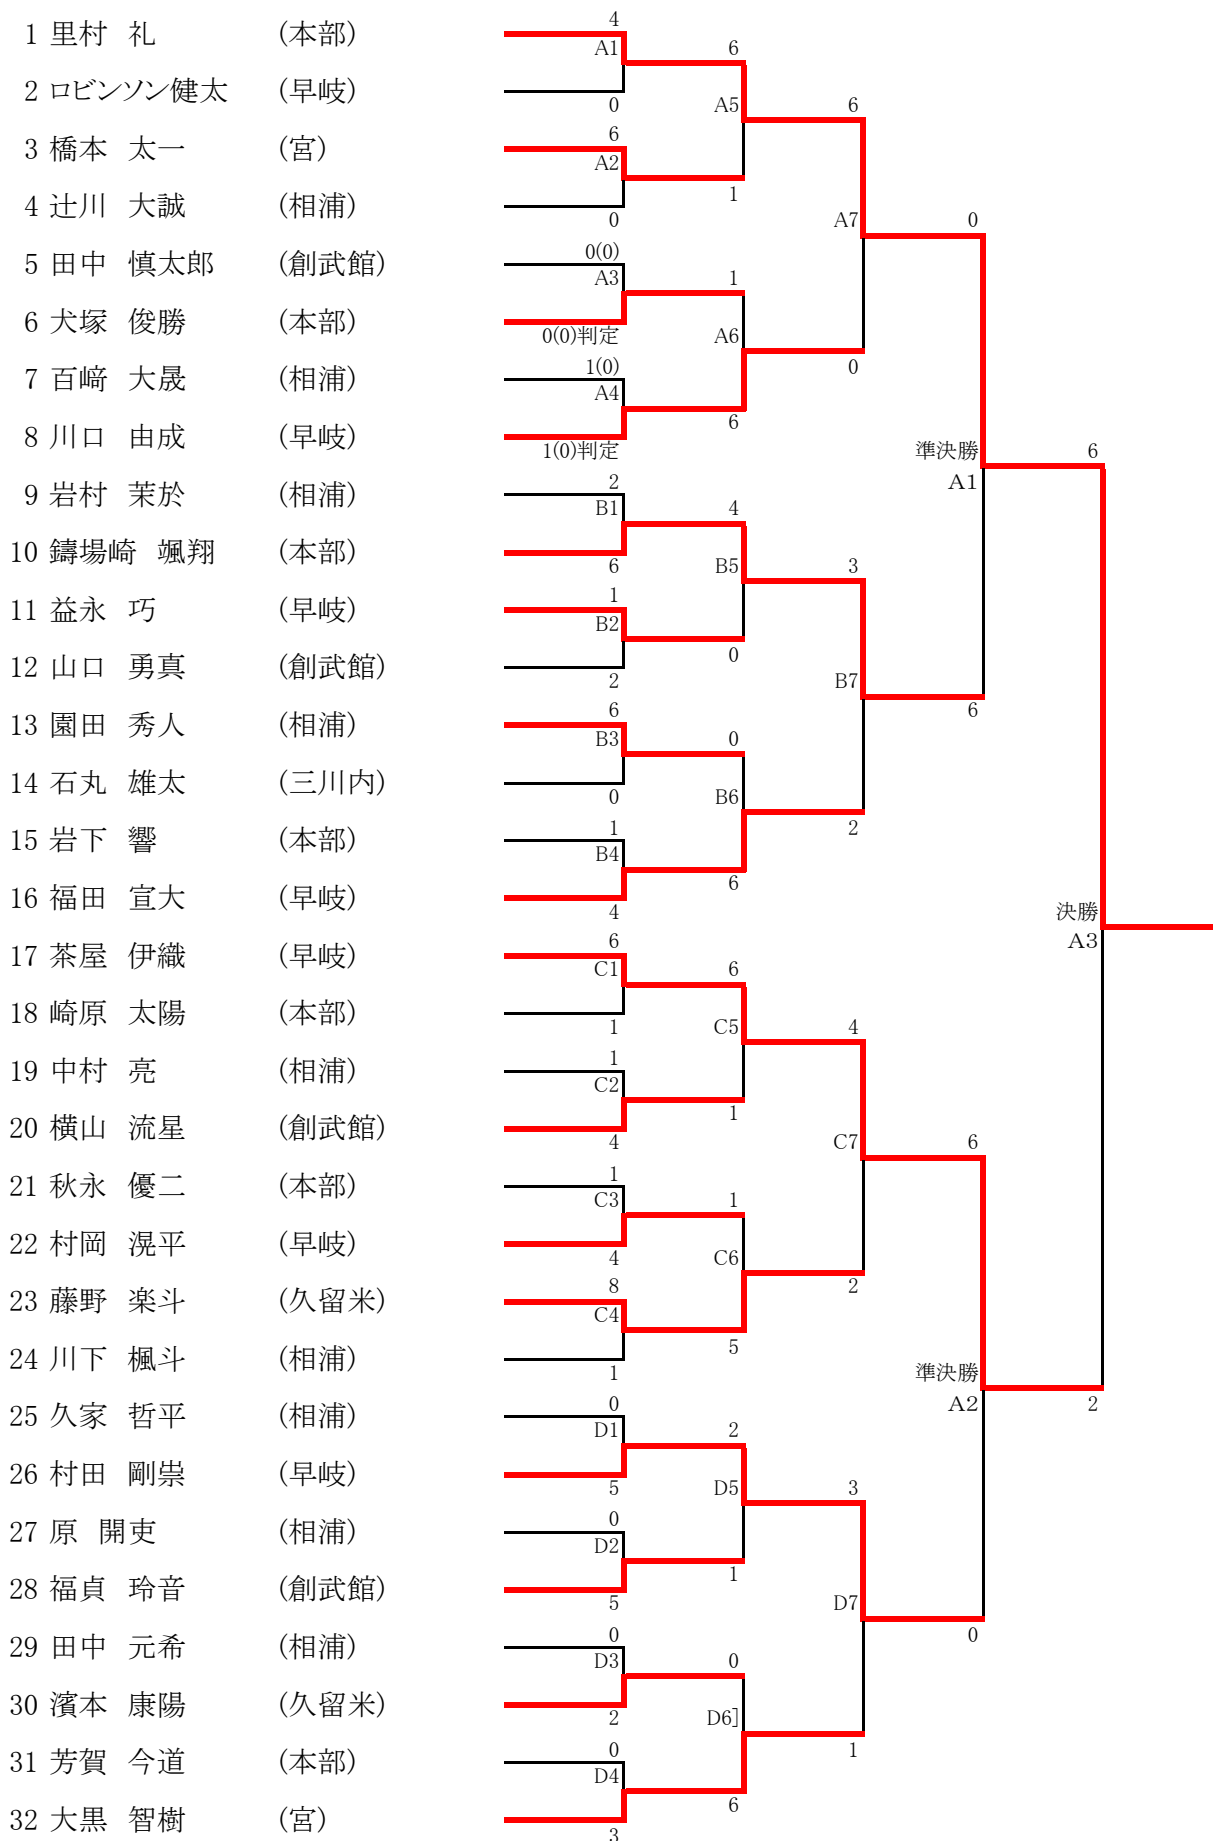 4
1 里村 礼 (本部)
A1 6
2 ロビンソン健太 (早岐)
0 A5 6
6
3 橋本 太一 (宮)
A2
1
4 辻川 大誠 (相浦)
0 A7 0
0(0)
5 田中 慎太郎 (創武館)
A3 1
6 犬塚 俊勝 (本部)
0(0)判定 A6
1(0) 0
7 百﨑 大晟 (相浦)
A4
6
8 川口 由成 (早岐)
1(0)判定 準決勝 6
2 A1
9 岩村 茉於 (相浦)
B1 4
10 鑄場崎 颯翔 (本部)
6 B5 3
1
11 益永 巧 (早岐)
B2
0
12 山口 勇真 (創武館)
2 B7
6 6
13 園田 秀人 (相浦)
B3 0
14 石丸 雄太 (三川内)
0 B6
1 2
15 岩下 響 (本部)
B4
6
16 福田 宣大 (早岐)
4 決勝
6 A3
17 茶屋 伊織 (早岐)
C1 6
18 崎原 太陽 (本部)
1 C5 4
1
19 中村 亮 (相浦)
C2
1
20 横山 流星 (創武館)
4 C7 6
1
21 秋永 優二 (本部)
C3 1
22 村岡 滉平 (早岐)
4 C6
8 2
23 藤野 楽斗 (久留米)
C4
5
24 川下 楓斗 (相浦)
1 準決勝
0 A2 2
25 久家 哲平 (相浦)
D1 2
26 村田 剛崇 (早岐)
5 D5 3
0
27 原 開吏 (相浦)
D2
1
28 福貞 玲音 (創武館)
5 D7
0 0
29 田中 元希 (相浦)
D3 0
30 濱本 康陽 (久留米)
2 D6]
0 1
31 芳賀 今道 (本部)
D4
6
32 大黒 智樹 (宮)
3